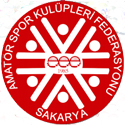 AMATÖR SPOR KULÜPLERİ FEDERASYONU
SAKARYA